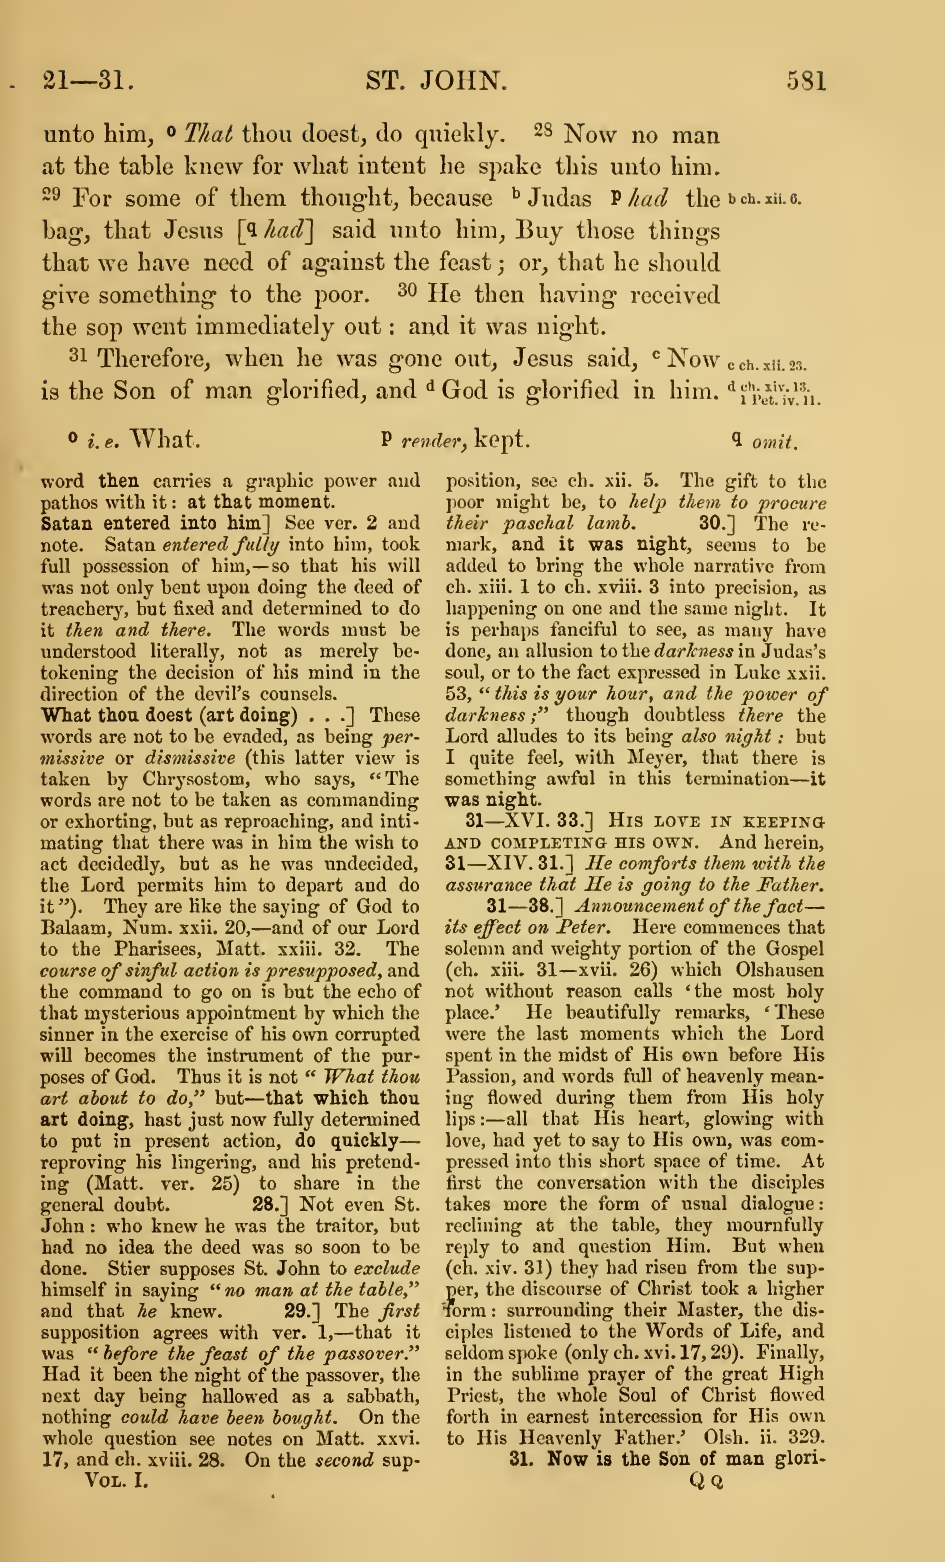 21—31. ST. JOHN. 581
unto him, o That thou doest, do quickly. 28 Now no man
at the table knew for what intent he spake this unto him.
29 For some of them thought, because b Judas p had the b ch. xii. 6.
bag, that Jesus [q had] said unto him, Buy those things
that we have need of against the feast; or, that he should
give something to the poor. 30 He then having received
the sop went immediately out: and it was night.
31 Therefore, when he was gone out, Jesus said, c Now c ch. xii. 23.
is the Son of man glorified, and d God is glorified in him. d ch. xiv. 13.
1 Pet. iv. 11.
o i.e. What. p render, kept. q omit.
word then carries a graphic power and
pathos with it: at that moment.
Satan entered into him] See ver. 2 and
note. Satan entered fully into him, took
full possession of him,—so that his will
was not only bent upon doing the deed of
treachery, but fixed and determined to do
it then and there. The words must be
understood literally, not as merely be-
tokening the decision of his mind in the
direction of the devil's counsels.
What thou doest (art doing) . . .] These
words are not to be evaded, as being per-
missive or dismissive (this latter view is
taken by Chrysostom, who says, "The
words are not to be taken as commanding
or exhorting, but as reproaching, and inti-
mating that there was in him the wish to
act decidedly, but as he was undecided,
the Lord permits him to depart and do
it"). They are like the saying of God to
Balaam, Num. xxii. 20,—and of our Lord
to the Pharisees, Matt. xxiii. 32. The
course of sinful action is presupposed, and
the command to go on is but the echo of
that mysterious appointment by which the
sinner in the exercise of his own corrupted
will becomes the instrument of the pur-
poses of God. Thus it is not "What thou
art about to do," but—that which thou
art doing, hast just now fully determined
to put in present action, do quickly—
reproving his lingering, and his pretend-
ing (Matt. ver. 25) to share in the
general doubt. 28.] Not even St.
John: who knew he was the traitor, but
had no idea the deed was so soon to be
done. Stier supposes St. John to exclude
himself in saying "no man at the table,"
and that he knew. 29.] The first
supposition agrees with ver. 1,—that it
was "before the feast of the passover."
Had it been the night of the passover, the
next day being hallowed as a sabbath,
nothing could have been bought. On the
whole question see notes on Matt. xxvi.
17, and ch. xviii. 28. On the second sup-
VOL. I.
position, see ch. xii. 5. The gift to the
poor might be, to help them to procure
their paschal lamb. 30.] The re-
mark, and it was night, seems to be
added to bring the whole narrative from
ch. xiii. 1 to ch. xviii. 3 into precision, as
happening on one and the same night. It
is perhaps fanciful to see, as many have
done, an allusion to the darkness in Judas's
soul, or to the fact expressed in Luke xxii.
53, "this is your hour, and the power of
darkness;" though doubtless there the
Lord alludes to its being also night: but
I quite feel, with Meyer, that there is
something awful in this termination—it
was night.
31—XVI. 33.] HIS LOVE IN KEEPING
AND COMPLETING HIS OWN. And herein,
31—XIV. 31.] He comforts them with the
assurance that He is going to the Father.
31—38.] Announcement of the fact—
its effect on Peter. Here commences that
solemn and weighty portion of the Gospel
(ch. xiii. 31—xvii. 26) which Olshausen
not without reason calls 'the most holy
place.' He beautifully remarks, 'These
were the last moments which the Lord
spent in the midst of His own before His
Passion, and words full of heavenly mean-
ing flowed during them from His holy
lips:—all that His heart, glowing with
love, had yet to say to His own, was com-
pressed into this short space of time. At
first the conversation with the disciples
takes more the form of usual dialogue:
reclining at the table, they mournfully
reply to and question Him. But when
(ch. xiv. 31) they had risen from the sup-
per, the discourse of Christ took a higher
form: surrounding their Master, the dis-
ciples listened to the Words of Life, and
seldom spoke (only ch. xvi. 17, 29). Finally,
in the sublime prayer of the great High
Priest, the whole Soul of Christ flowed
forth in earnest intercession for His own
to His Heavenly Father.' Olsh. ii. 329.
31. Now is the Son of man glori-
Q Q